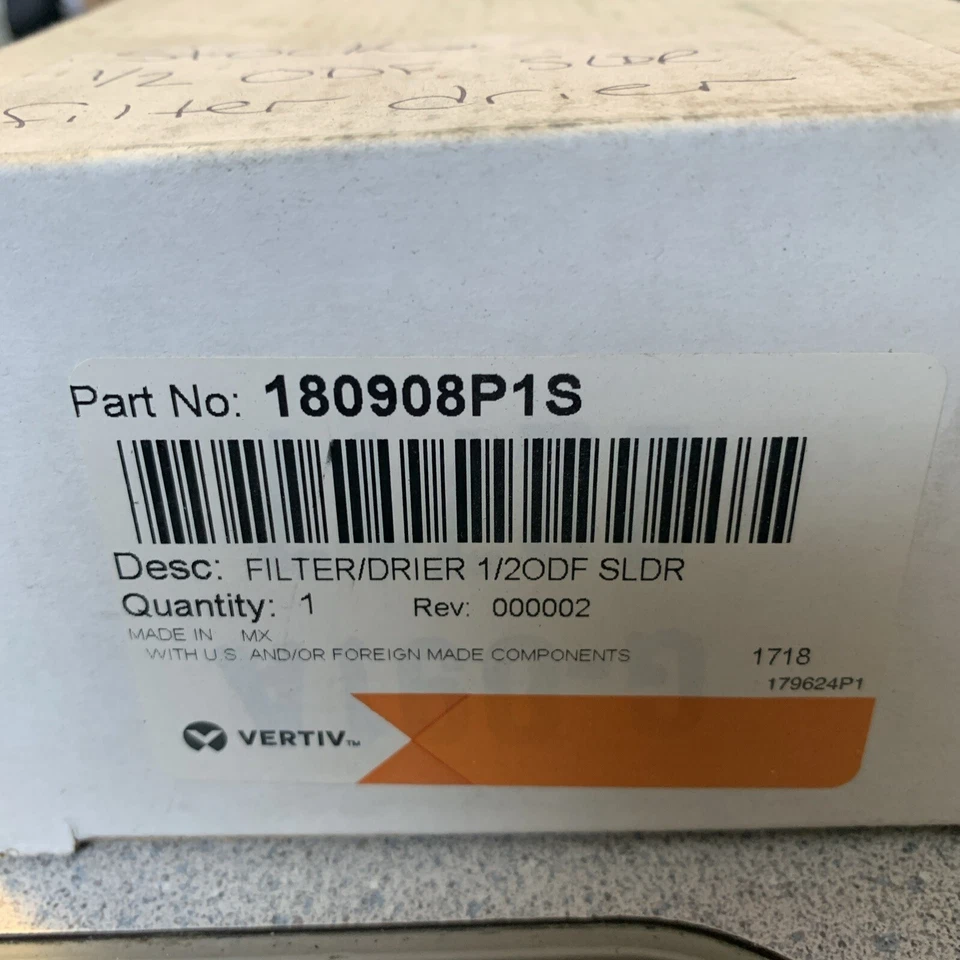 1/2 ODF SLDR
filter drier
Part No: 180908P1S
Desc: FILTER/DRIER 1/2ODF SLDR
Quantity: 1 Rev: 000002
MADE IN MX
WITH U.S. AND/OR FOREIGN MADE COMPONENTS 1718
179624P1
VERTIV™